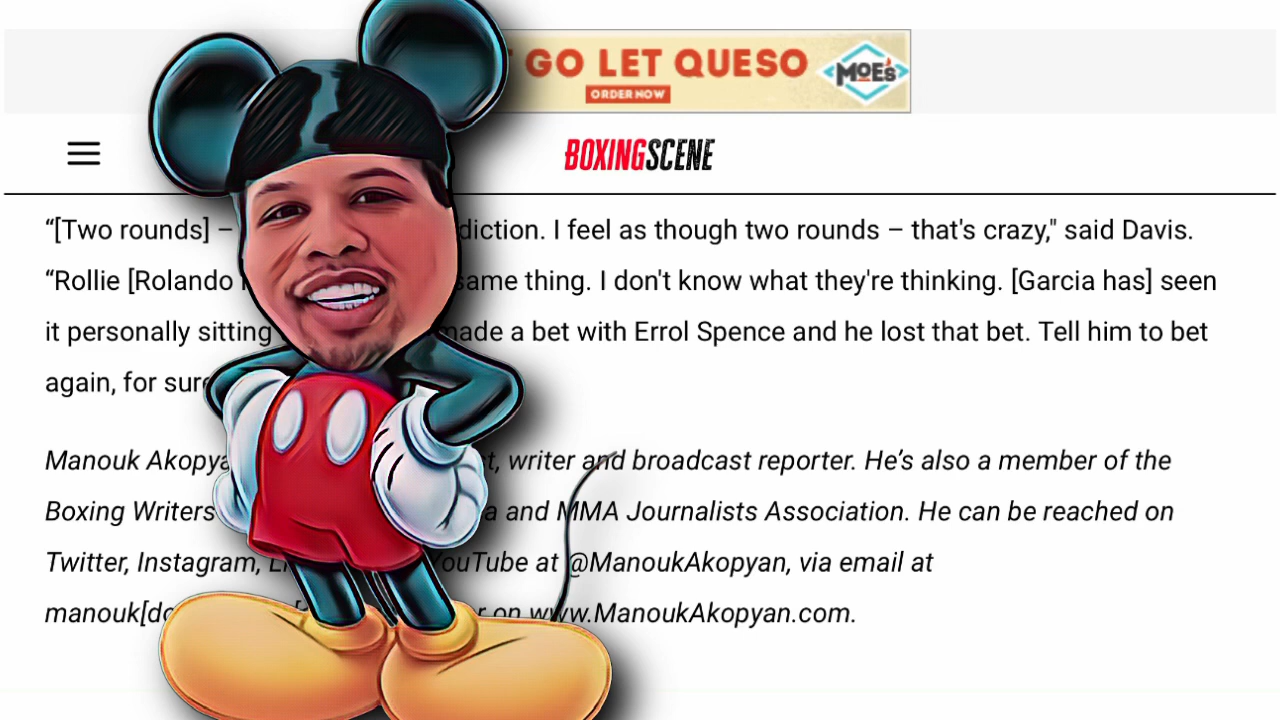 GO LET QUESO
ORDER NOW
MOE's
BOXINGSCENE
“[Two rounds] – diction. I feel as though two rounds – that's crazy," said Davis.
“Rollie [Rolando same thing. I don't know what they're thinking. [Garcia has] seen
it personally sitting made a bet with Errol Spence and he lost that bet. Tell him to bet
again, for sure
Manouk Akopya t, writer and broadcast reporter. He’s also a member of the
Boxing Writers a and MMA Journalists Association. He can be reached on
Twitter, Instagram, YouTube at @ManoukAkopyan, via email at
manouk[do r on www.ManoukAkopyan.com.